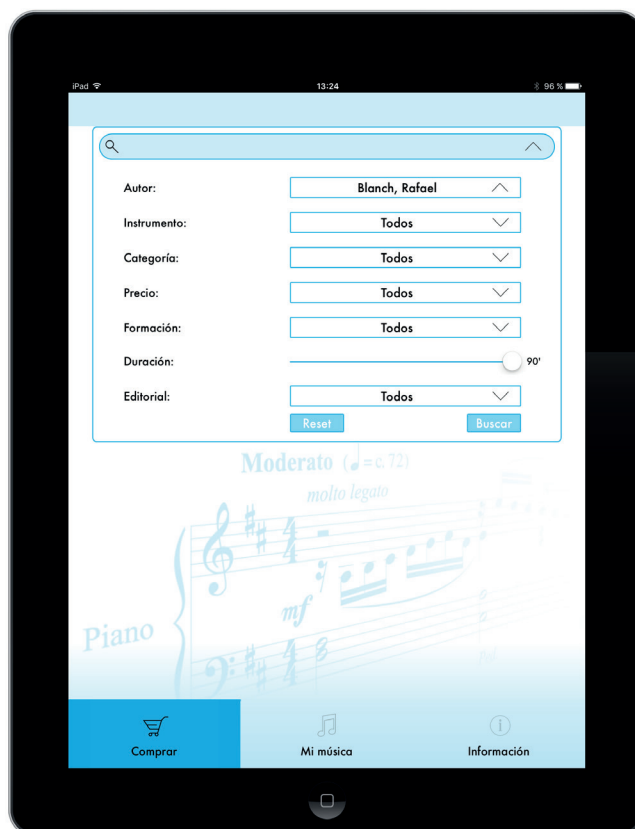 iPad 13:24 96 %
Autor: Blanch, Rafael
Instrumento: Todos
Categoría: Todos
Precio: Todos
Formación: Todos
Duración: 90'
Editorial: Todos
Reset Buscar
Moderato (♩=c. 72)
molto legato
mf
Piano
Comprar Mi música Información